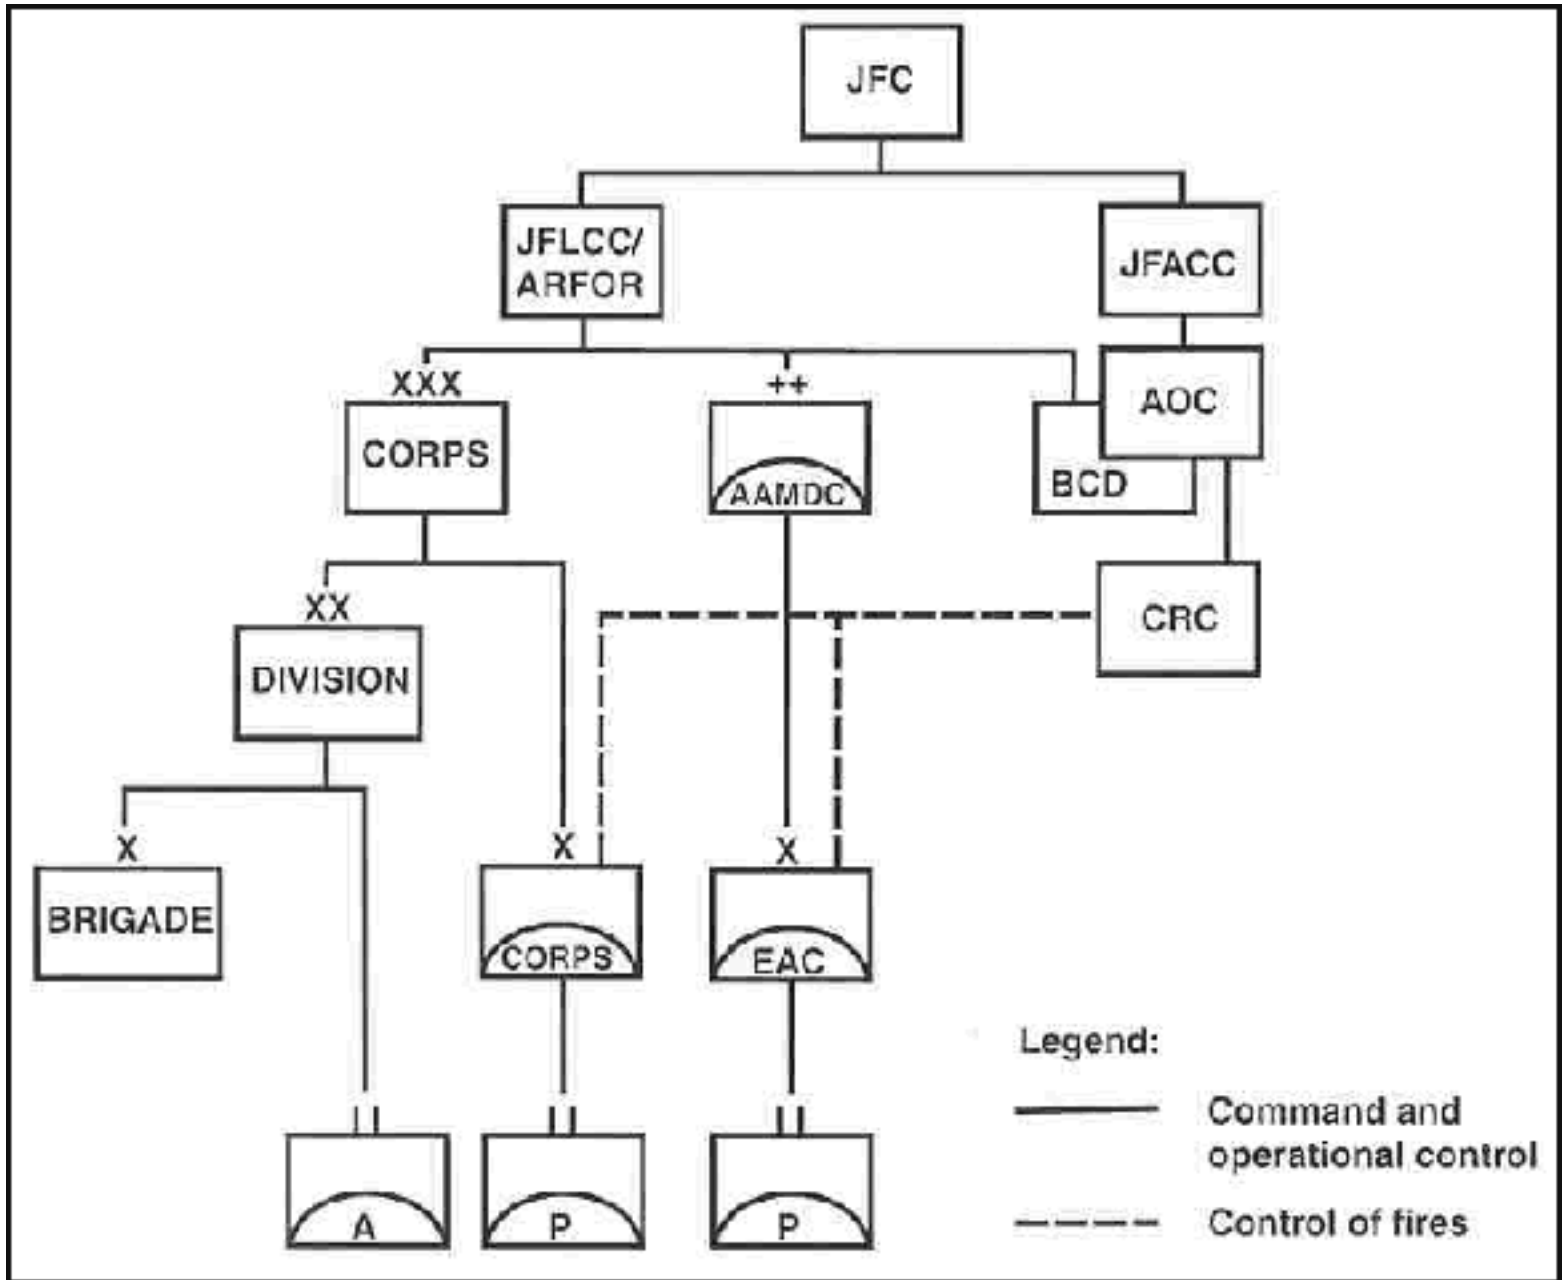 JFC
JFLCC/
ARFOR
JFACC
XXX
++
AOC
CORPS
AAMDC
BCD
XX
CRC
DIVISION
X
X
X
BRIGADE
CORPS
EAC
Legend:
Command and
operational control
| |
| |
| |
A
P
P
Control of fires